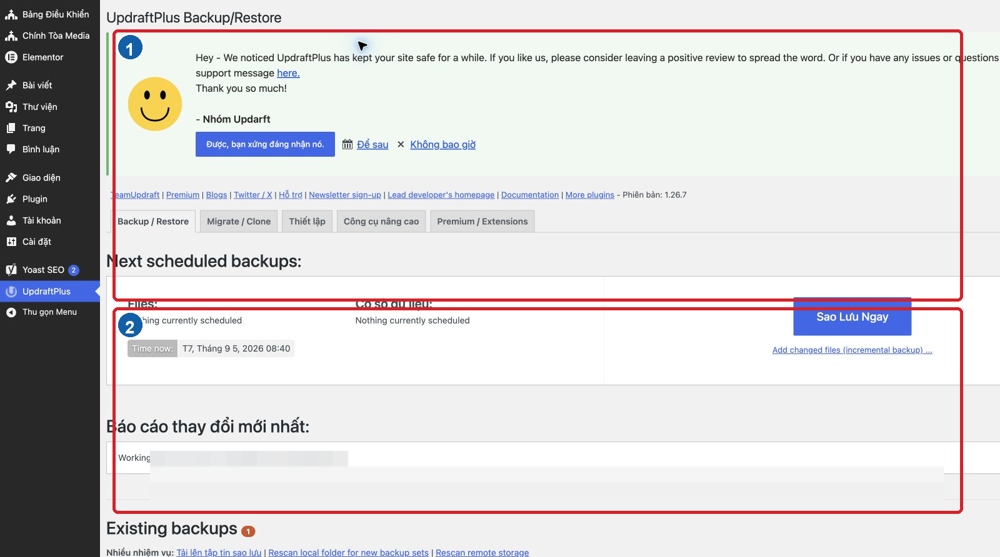 Bảng Điều Khiển
Chính Tòa Media
Elementor
Bài viết
Thư viện
Trang
Bình luận
Giao diện
Plugin
Tài khoản
Cài đặt
Yoast SEO 2
UpdraftPlus
Thu gọn Menu
UpdraftPlus Backup/Restore
1
Hey - We noticed UpdraftPlus has kept your site safe for a while. If you like us, please consider leaving a positive review to spread the word. Or if you have any issues or questions
support message here.
Thank you so much!
- Nhóm Updarft
Được, bạn xứng đáng nhận nó. Để sau Không bao giờ
TeamUpdraft | Premium | Blogs | Twitter / X | Hỗ trợ | Newsletter sign-up | Lead developer's homepage | Documentation | More plugins - Phiên bản: 1.26.7
Backup / Restore Migrate / Clone Thiết lập Công cụ nâng cao Premium / Extensions
Next scheduled backups:
Files: Cơ sở dữ liệu:
2
hing currently scheduled Nothing currently scheduled
Sao Lưu Ngay
Time now: T7, Tháng 9 5, 2026 08:40
Add changed files (incremental backup) ...
Báo cáo thay đổi mới nhất:
Working
Existing backups 1
Nhiều nhiệm vụ: Tải lên tập tin sao lưu | Rescan local folder for new backup sets | Rescan remote storage